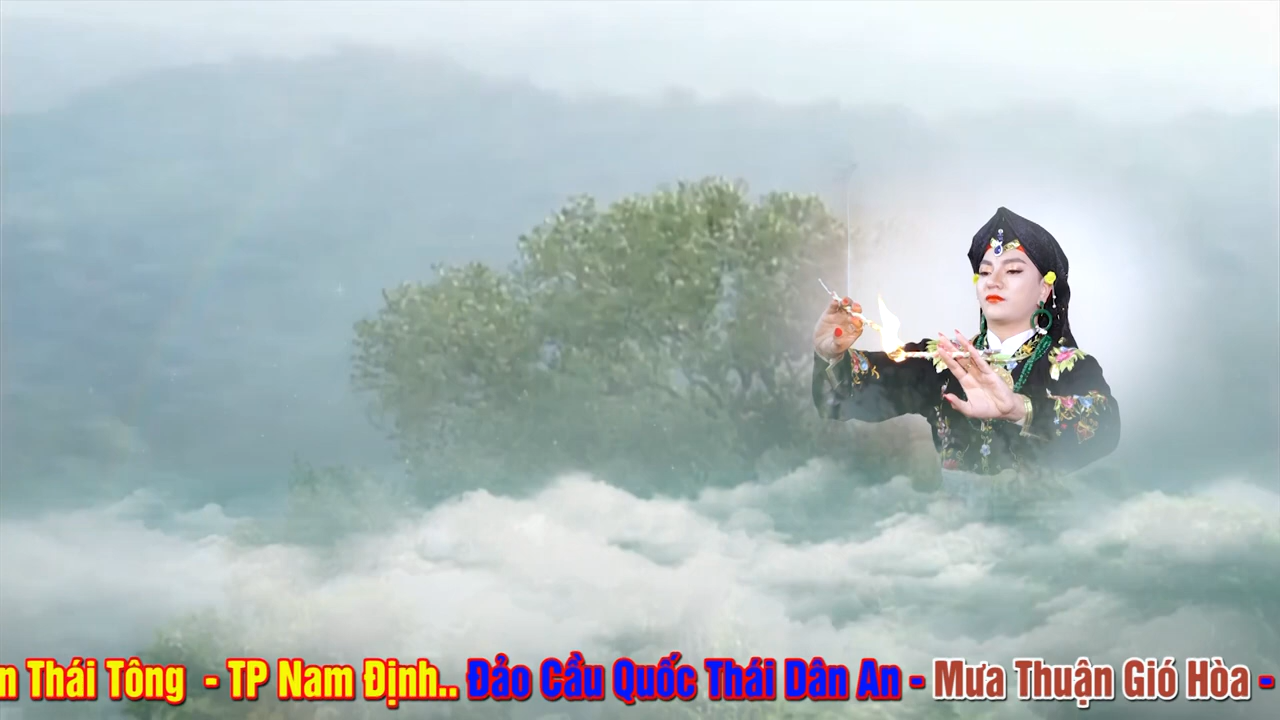 n Thái Tông - TP Nam Định.. Đảo Cầu Quốc Thái Dân An - Mưa Thuận Gió Hòa -